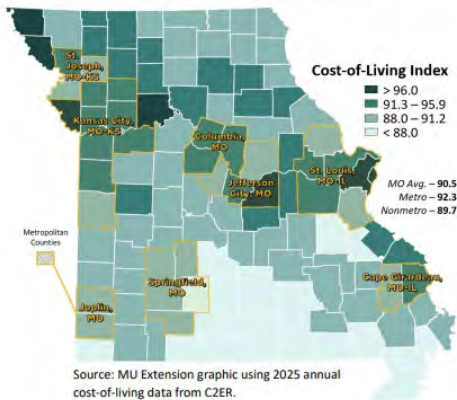 St.
Joseph,
MO-KS
Kansas City,
MO-KS
Columbia,
MO
Jefferson
City, MO
St. Louis,
MO-IL
Cost-of-Living Index
> 96.0
91.3 – 95.9
88.0 – 91.2
< 88.0
MO Avg. – 90.5
Metro – 92.3
Nonmetro – 89.7
Metropolitan
Counties
Springfield,
MO
Joplin,
MO
Cape Girardeau,
MO-IL
Source: MU Extension graphic using 2025 annual
cost-of-living data from C2ER.